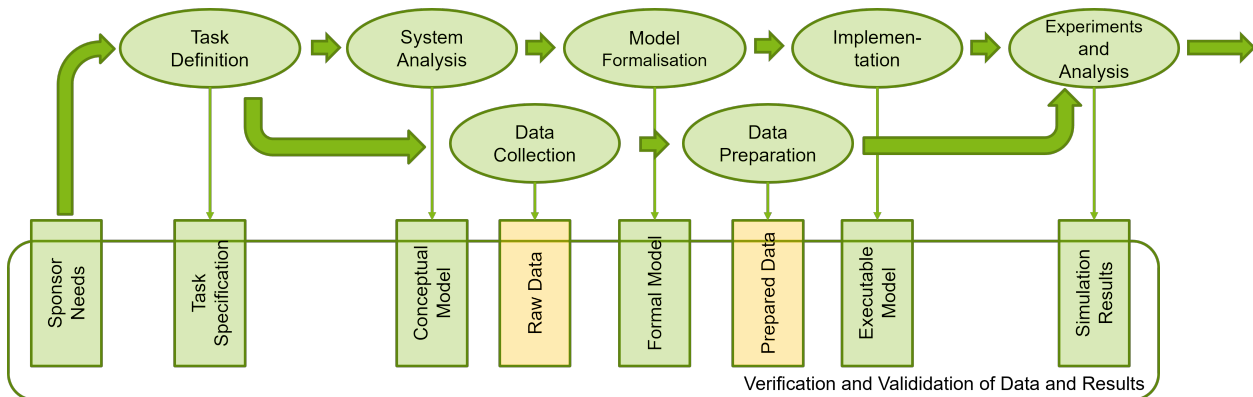 Task
Definition
System
Analysis
Model
Formalisation
Implemen-
tation
Experiments
and
Analysis
Data
Collection
Data
Preparation
Sponsor
Needs
Task
Specification
Conceptual
Model
Raw Data
Formal Model
Prepared Data
Executable
Model
Simulation
Results
Verification and Valididation of Data and Results